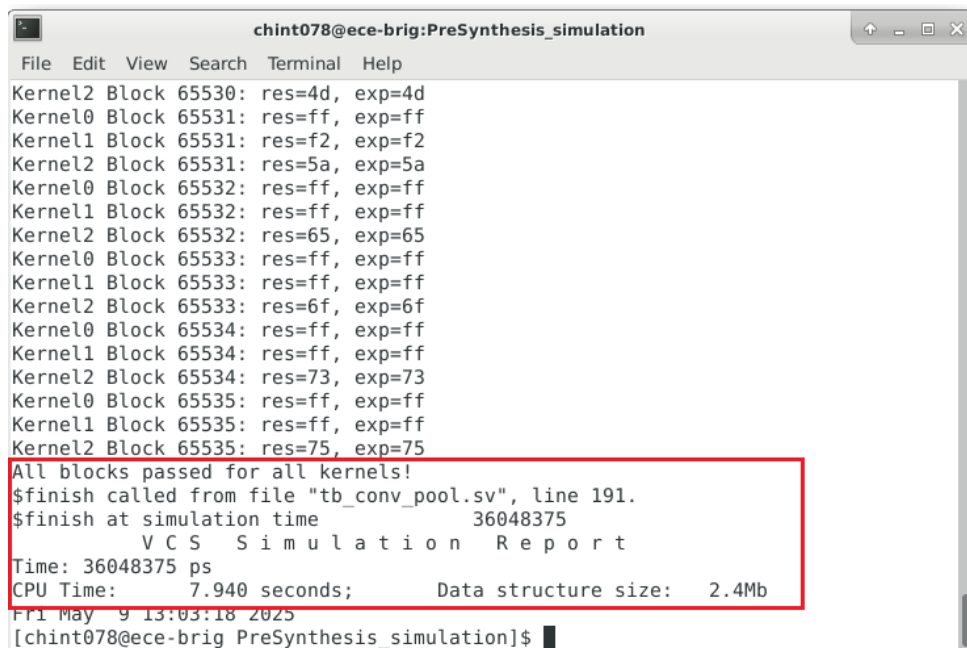 chint078@ece-brig:PreSynthesis_simulation
File Edit View Search Terminal Help
Kernel2 Block 65530: res=4d, exp=4d
Kernel0 Block 65531: res=ff, exp=ff
Kernel1 Block 65531: res=f2, exp=f2
Kernel2 Block 65531: res=5a, exp=5a
Kernel0 Block 65532: res=ff, exp=ff
Kernel1 Block 65532: res=ff, exp=ff
Kernel2 Block 65532: res=65, exp=65
Kernel0 Block 65533: res=ff, exp=ff
Kernel1 Block 65533: res=ff, exp=ff
Kernel2 Block 65533: res=6f, exp=6f
Kernel0 Block 65534: res=ff, exp=ff
Kernel1 Block 65534: res=ff, exp=ff
Kernel2 Block 65534: res=73, exp=73
Kernel0 Block 65535: res=ff, exp=ff
Kernel1 Block 65535: res=ff, exp=ff
Kernel2 Block 65535: res=75, exp=75
All blocks passed for all kernels!
$finish called from file "tb_conv_pool.sv", line 191.
$finish at simulation time 36048375
V C S S i m u l a t i o n R e p o r t
Time: 36048375 ps
CPU Time: 7.940 seconds; Data structure size: 2.4Mb
Fri May 9 13:03:18 2025
[chint078@ece-brig PreSynthesis_simulation]$